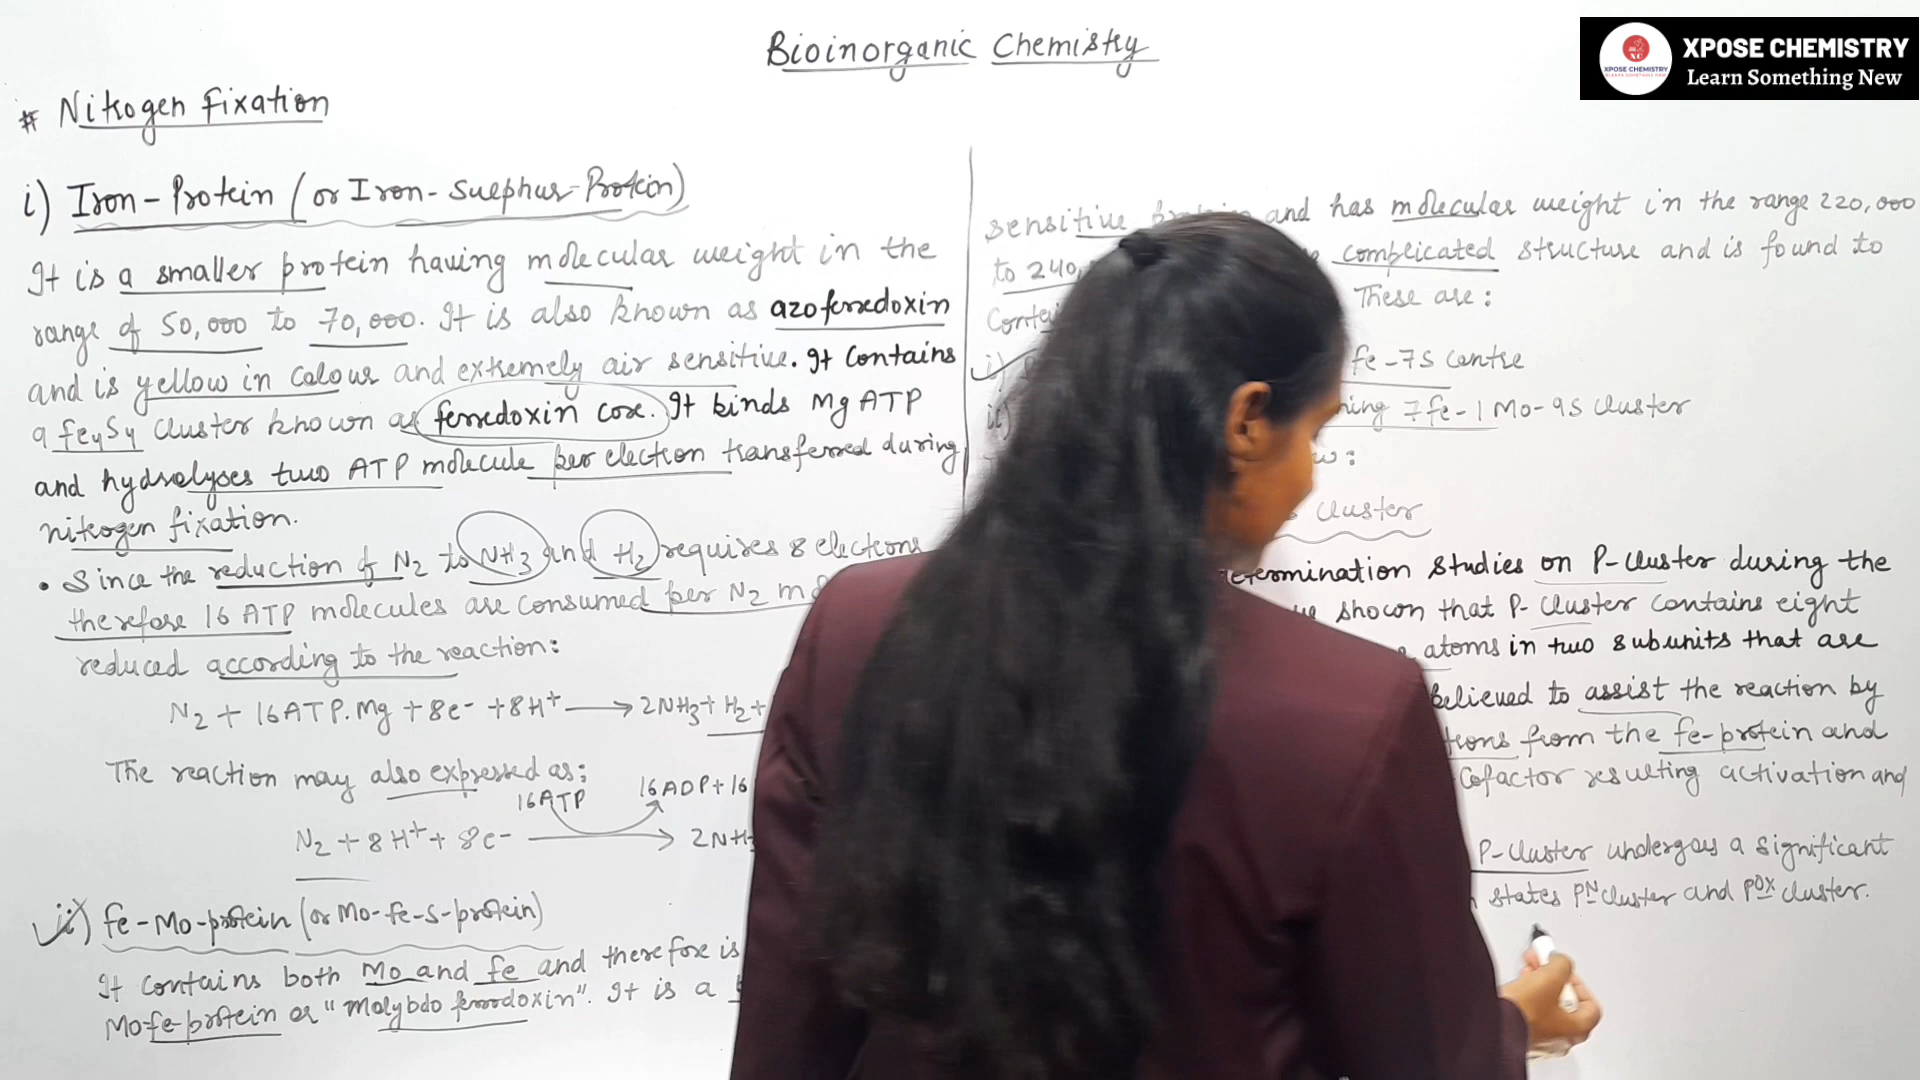 Bioinorganic Chemistry
XPOSE CHEMISTRY
Learn Something New
XPOSE CHEMISTRY
# Nitrogen Fixation
i) Iron-Protein (or Iron-Sulphur-Protein)
It is a smaller protein having molecular weight in the
range of 50,000 to 70,000. It is also known as azoferredoxin
and is yellow in colour and extremely air sensitive. It contains
a Fe4S4 cluster known as ferredoxin core. It binds MgATP
and hydrolyses two ATP molecule per electron transferred during
nitrogen fixation.
• Since the reduction of N2 to NH3 and H2 requires 8 electrons
therefore 16 ATP molecules are consumed per N2
reduced according to the reaction:
N2 + 16ATP.Mg + 8e- + 8H+ → 2NH3 + H2 +
The reaction may also expressed as;
16ATP 16ADP + 16
N2 + 8H+ + 8e- → 2NH3
ii) Fe-Mo-protein (or Mo-Fe-S-protein)
It contains both Mo and Fe and therefore is
Mo-fe-protein or "Molybdo ferredoxin". It is a
sensitive and has molecular weight in the range 220,000
to 240, complicated structure and is found to
These are:
i) Fe-7S centre
ii) 7Fe-1Mo-9S cluster
cluster
determination studies on P-cluster during the
shown that P-cluster contains eight
atoms in two subunits that are
believed to assist the reaction by
from the Fe-protein and
cofactor resulting activation and
P-cluster undergoes a significant
states PN cluster and POX cluster.